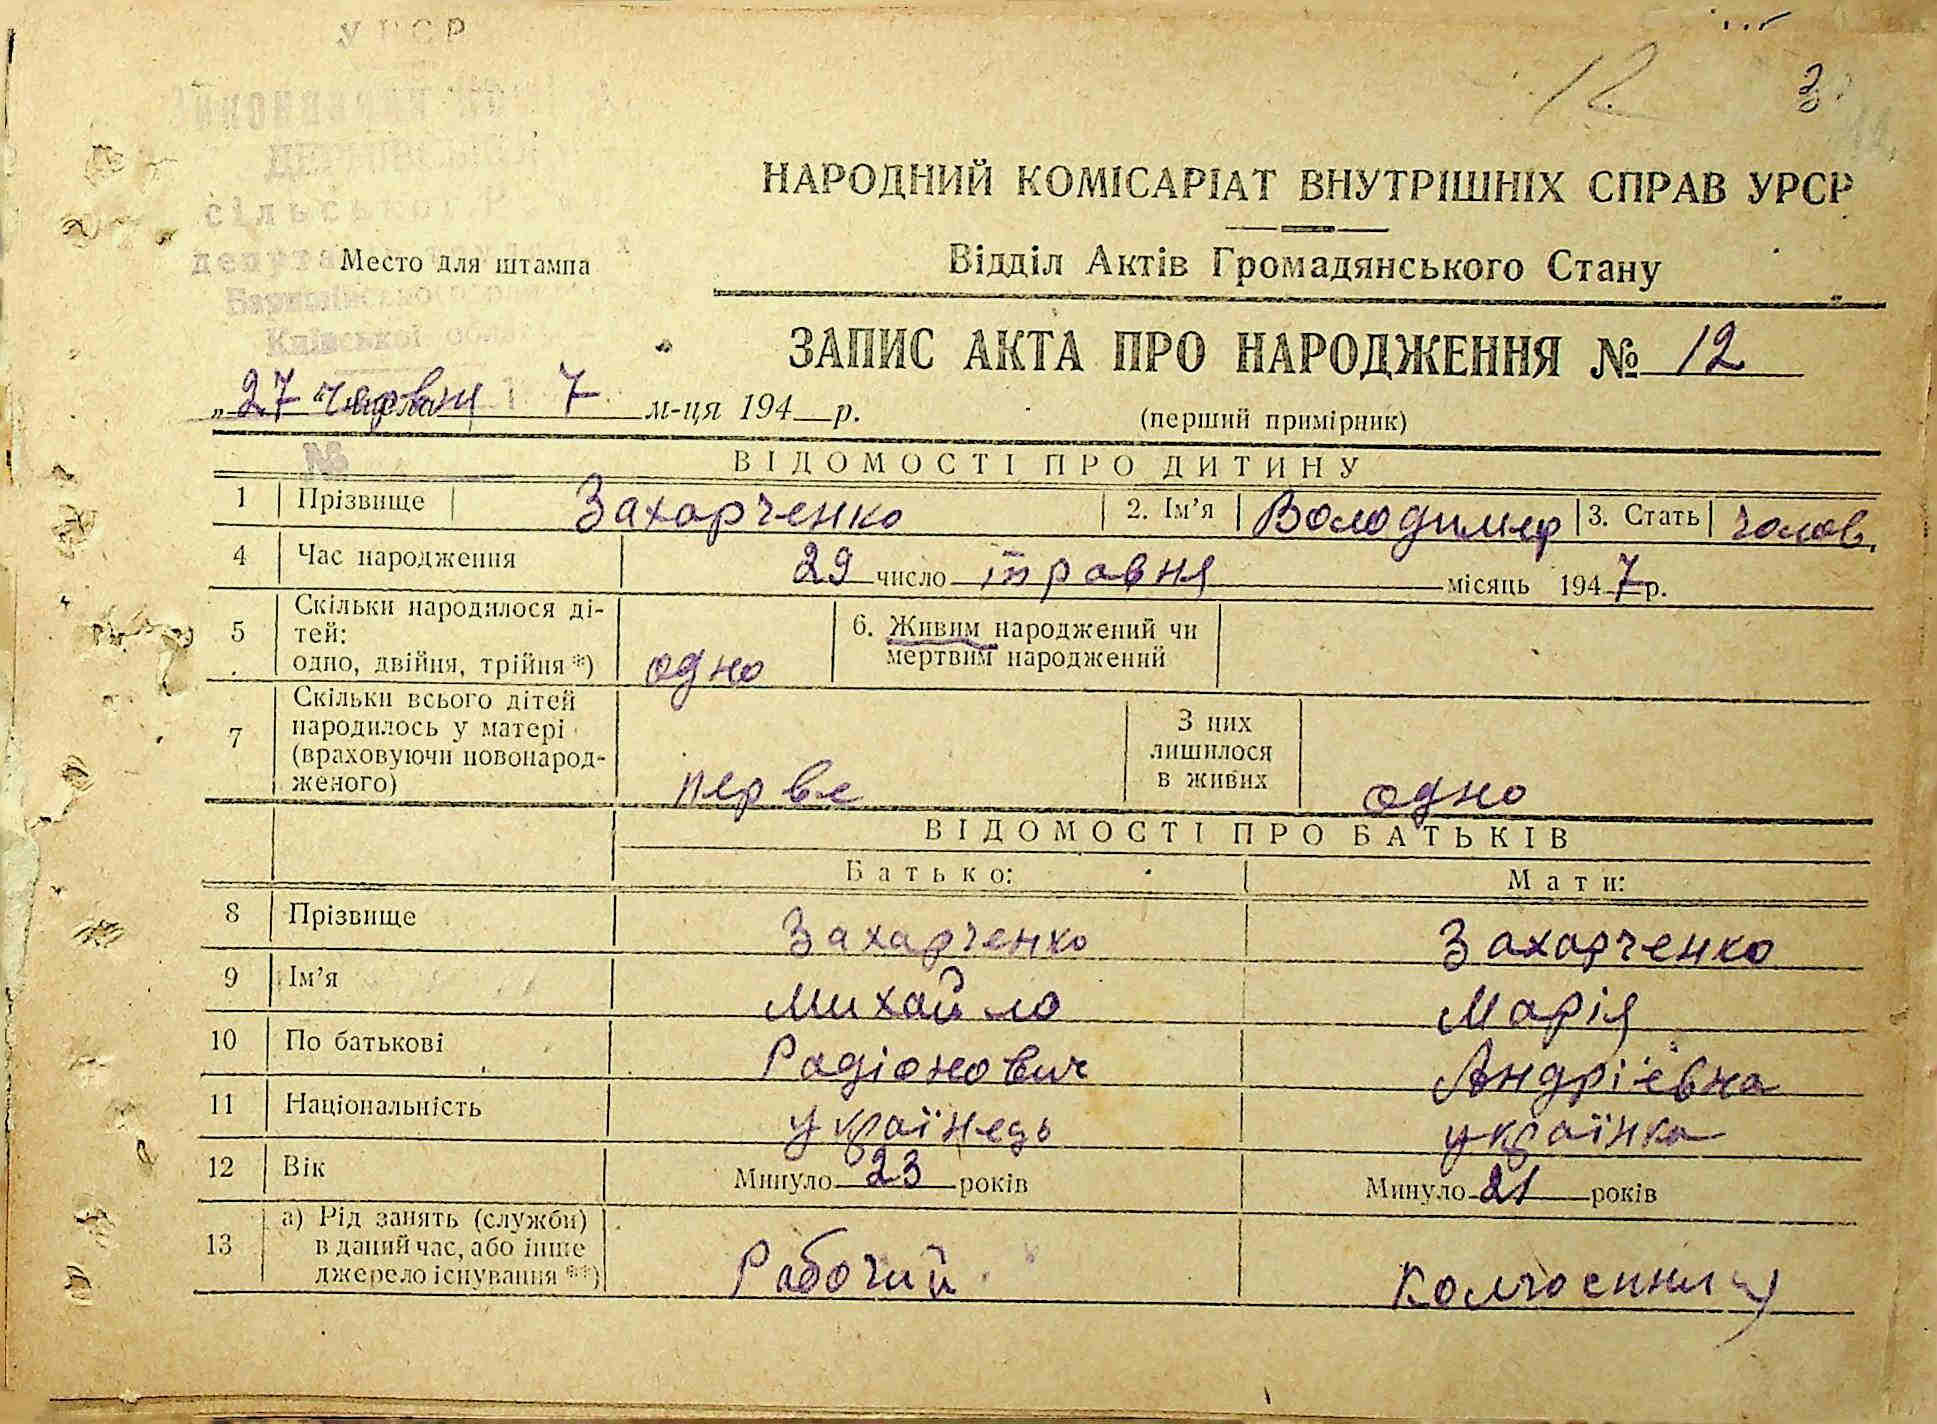 УРСР
12
сільської Р
Место для штампа
Київської
НАРОДНИЙ КОМІСАРІАТ ВНУТРІШНІХ СПРАВ УРСР
Відділ Актів Громадянського Стану
ЗАПИС АКТА ПРО НАРОДЖЕННЯ № 12
„27“ червня 7 м-ця 194 р.
(перший примірник)
№
ВІДОМОСТІ ПРО ДИТИНУ
1 Прізвище Захарченко 2. Ім’я Володимир 3. Стать чолов.
4 Час народження 29 число травня місяць 1947 р.
5 Скільки народилося ді-
тей:
одно, двійня, трійня*) одно
6. Живим народжений чи
мертвим народжений
7 Скільки всього дітей
народилось у матері
(враховуючи новонарод-
женого) перве
З них
лишилося
в живих одно
ВІДОМОСТІ ПРО БАТЬКІВ
Батько: Мати:
8 Прізвище Захарченко Захарченко
9 Ім’я Михайло Марія
10 По батькові Радіонович Андріївна
11 Національність українець українка
12 Вік Минуло 23 років Минуло 21 років
13 а) Рід занять (служби)
в даний час, або інше
джерело існування**) Рабочий